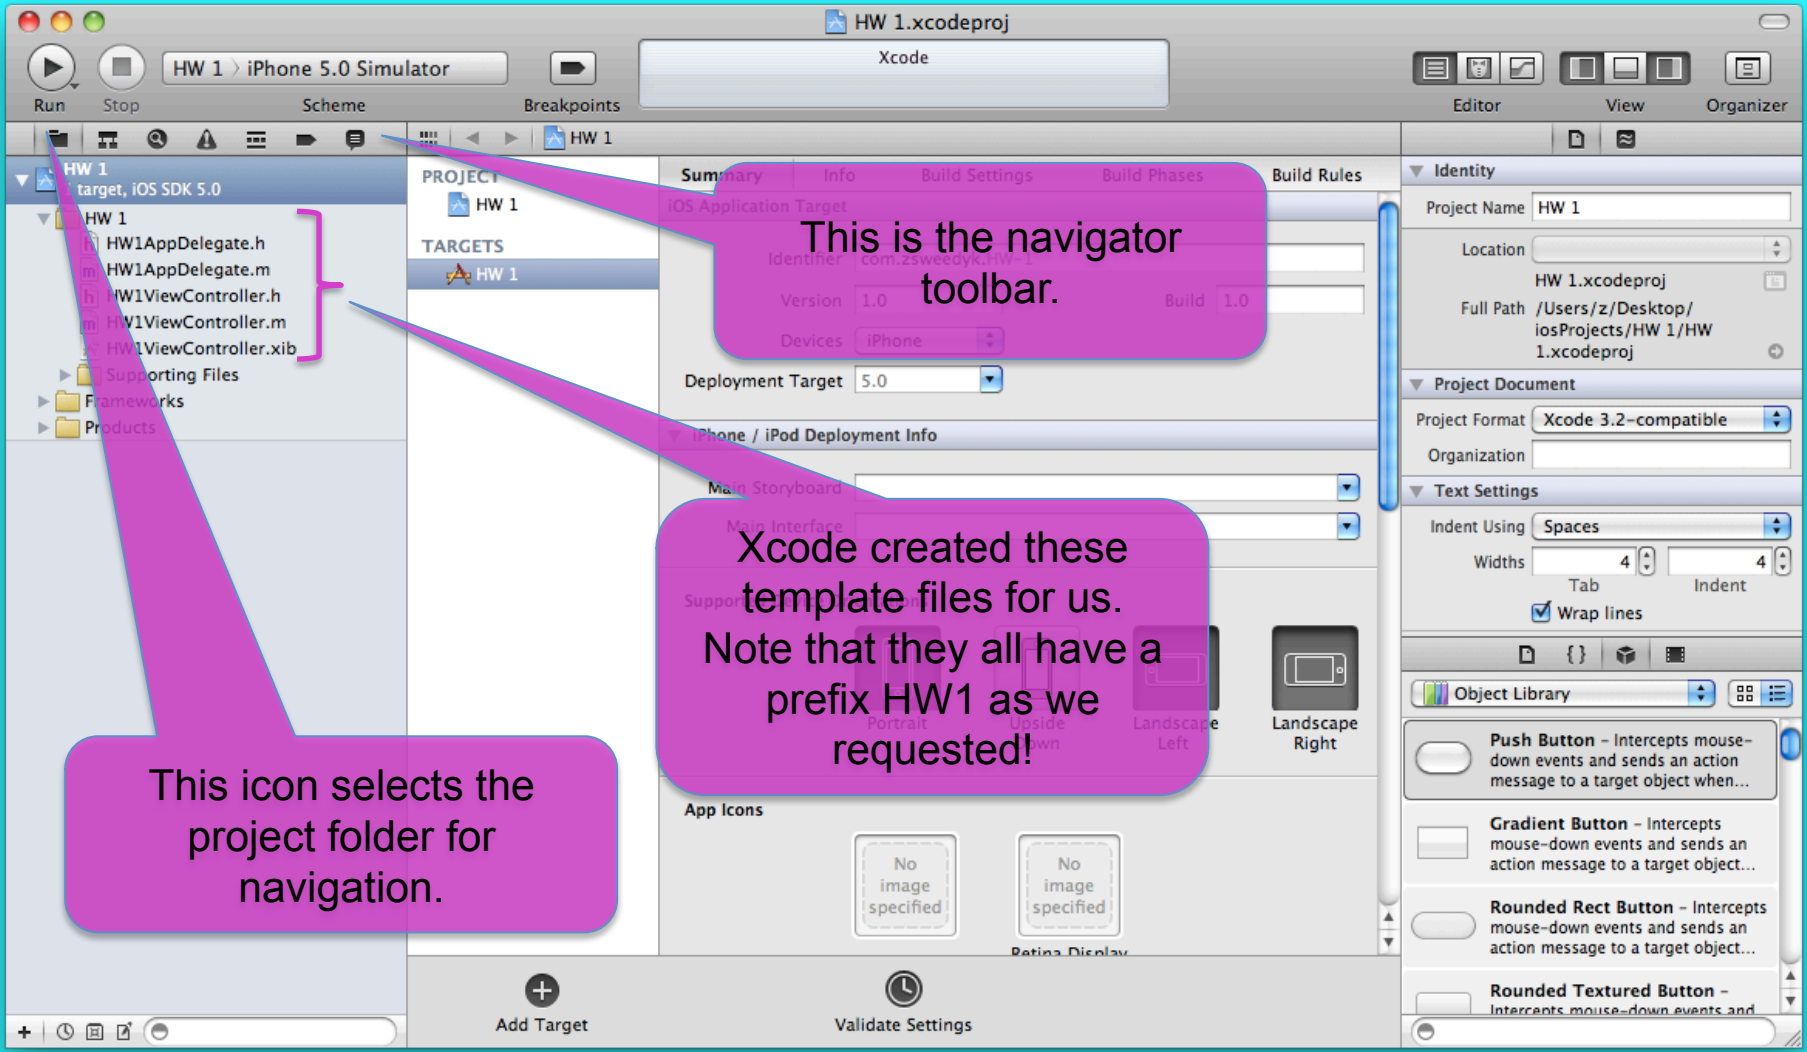 HW 1.xcodeproj
HW 1 › iPhone 5.0 Simulator
Xcode
Run
Stop
Scheme
Breakpoints
Editor
View
Organizer
HW 1
HW 1
target, iOS SDK 5.0
HW 1
HW1AppDelegate.h
HW1AppDelegate.m
HW1ViewController.h
HW1ViewController.m
HW1ViewController.xib
Supporting Files
Frameworks
Products
PROJECT
HW 1
TARGETS
HW 1
Summary
Info
Build Settings
Build Phases
Build Rules
iOS Application Target
Identifier com.zsweedyk.HW-1
Version 1.0
Build 1.0
Devices iPhone
Deployment Target 5.0
This is the navigator
toolbar.
iPhone / iPod Deployment Info
Main Storyboard
Main Interface
Xcode created these
template files for us.
Note that they all have a
prefix HW1 as we
requested!
Portrait
Upside
Down
Landscape
Left
Landscape
Right
This icon selects the
project folder for
navigation.
App Icons
No
image
specified
No
image
specified
Retina Display
Add Target
Validate Settings
Identity
Project Name HW 1
Location
HW 1.xcodeproj
Full Path /Users/z/Desktop/
iosProjects/HW 1/HW
1.xcodeproj
Project Document
Project Format Xcode 3.2-compatible
Organization
Text Settings
Indent Using Spaces
Widths 4 4
Tab Indent
Wrap lines
{}
Object Library
Push Button – Intercepts mouse-
down events and sends an action
message to a target object when...
Gradient Button – Intercepts
mouse-down events and sends an
action message to a target object...
Rounded Rect Button – Intercepts
mouse-down events and sends an
action message to a target object...
Rounded Textured Button –
Intercepts mouse-down events and